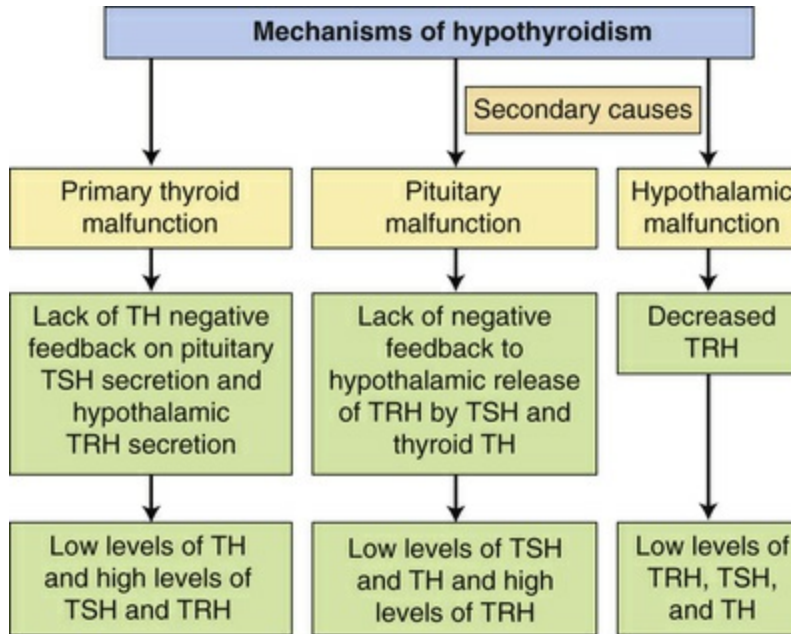 Mechanisms of hypothyroidism
Secondary causes
Primary thyroid
malfunction
Pituitary
malfunction
Hypothalamic
malfunction
Lack of TH negative
feedback on pituitary
TSH secretion and
hypothalamic
TRH secretion
Lack of negative
feedback to
hypothalamic release
of TRH by TSH and
thyroid TH
Decreased
TRH
Low levels of TH
and high levels of
TSH and TRH
Low levels of TSH
and TH and high
levels of TRH
Low levels of
TRH, TSH,
and TH